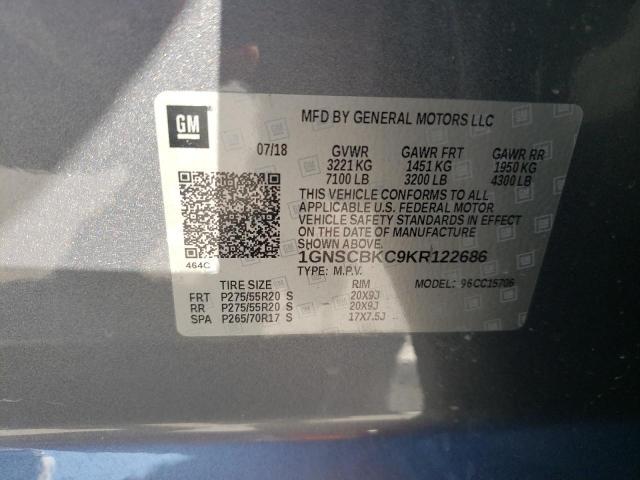 GM
MFD BY GENERAL MOTORS LLC
07/18 GVWR GAWR FRT GAWR RR
3221 KG 1451 KG 1950 KG
7100 LB 3200 LB 4300 LB
THIS VEHICLE CONFORMS TO ALL
APPLICABLE U.S. FEDERAL MOTOR
VEHICLE SAFETY STANDARDS IN EFFECT
ON THE DATE OF MANUFACTURE
SHOWN ABOVE
1GNSCBKC9KR122686
464C
TYPE: M.P.V.
TIRE SIZE RIM MODEL: 96CC15706
FRT P275/55R20 S 20X9J
RR P275/55R20 S 20X9J
SPA P265/70R17 S 17X7.5J